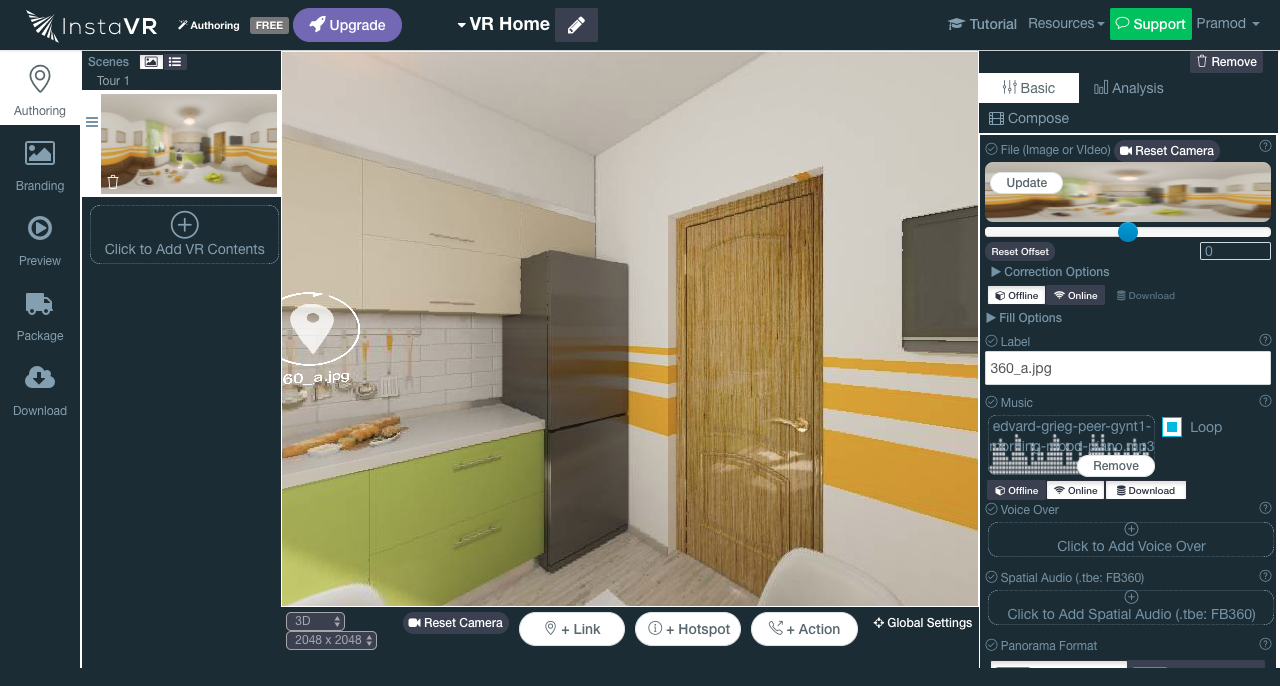 InstaVR
Authoring
FREE
Upgrade
VR Home
Tutorial
Resources
Support
Pramod
Authoring
Branding
Preview
Package
Download
Scenes
Tour 1
Click to Add VR Contents
360_a.jpg
3D
2048 x 2048
Reset Camera
+ Link
+ Hotspot
+ Action
Global Settings
Remove
Basic
Analysis
Compose
File (Image or VIdeo)
Reset Camera
Update
Reset Offset
0
Correction Options
Offline
Online
Download
Fill Options
Label
360_a.jpg
Music
edvard-grieg-peer-gynt1-
morning-mood-piano.mp3
Loop
Remove
Offline
Online
Download
Voice Over
Click to Add Voice Over
Spatial Audio (.tbe: FB360)
Click to Add Spatial Audio (.tbe: FB360)
Panorama Format